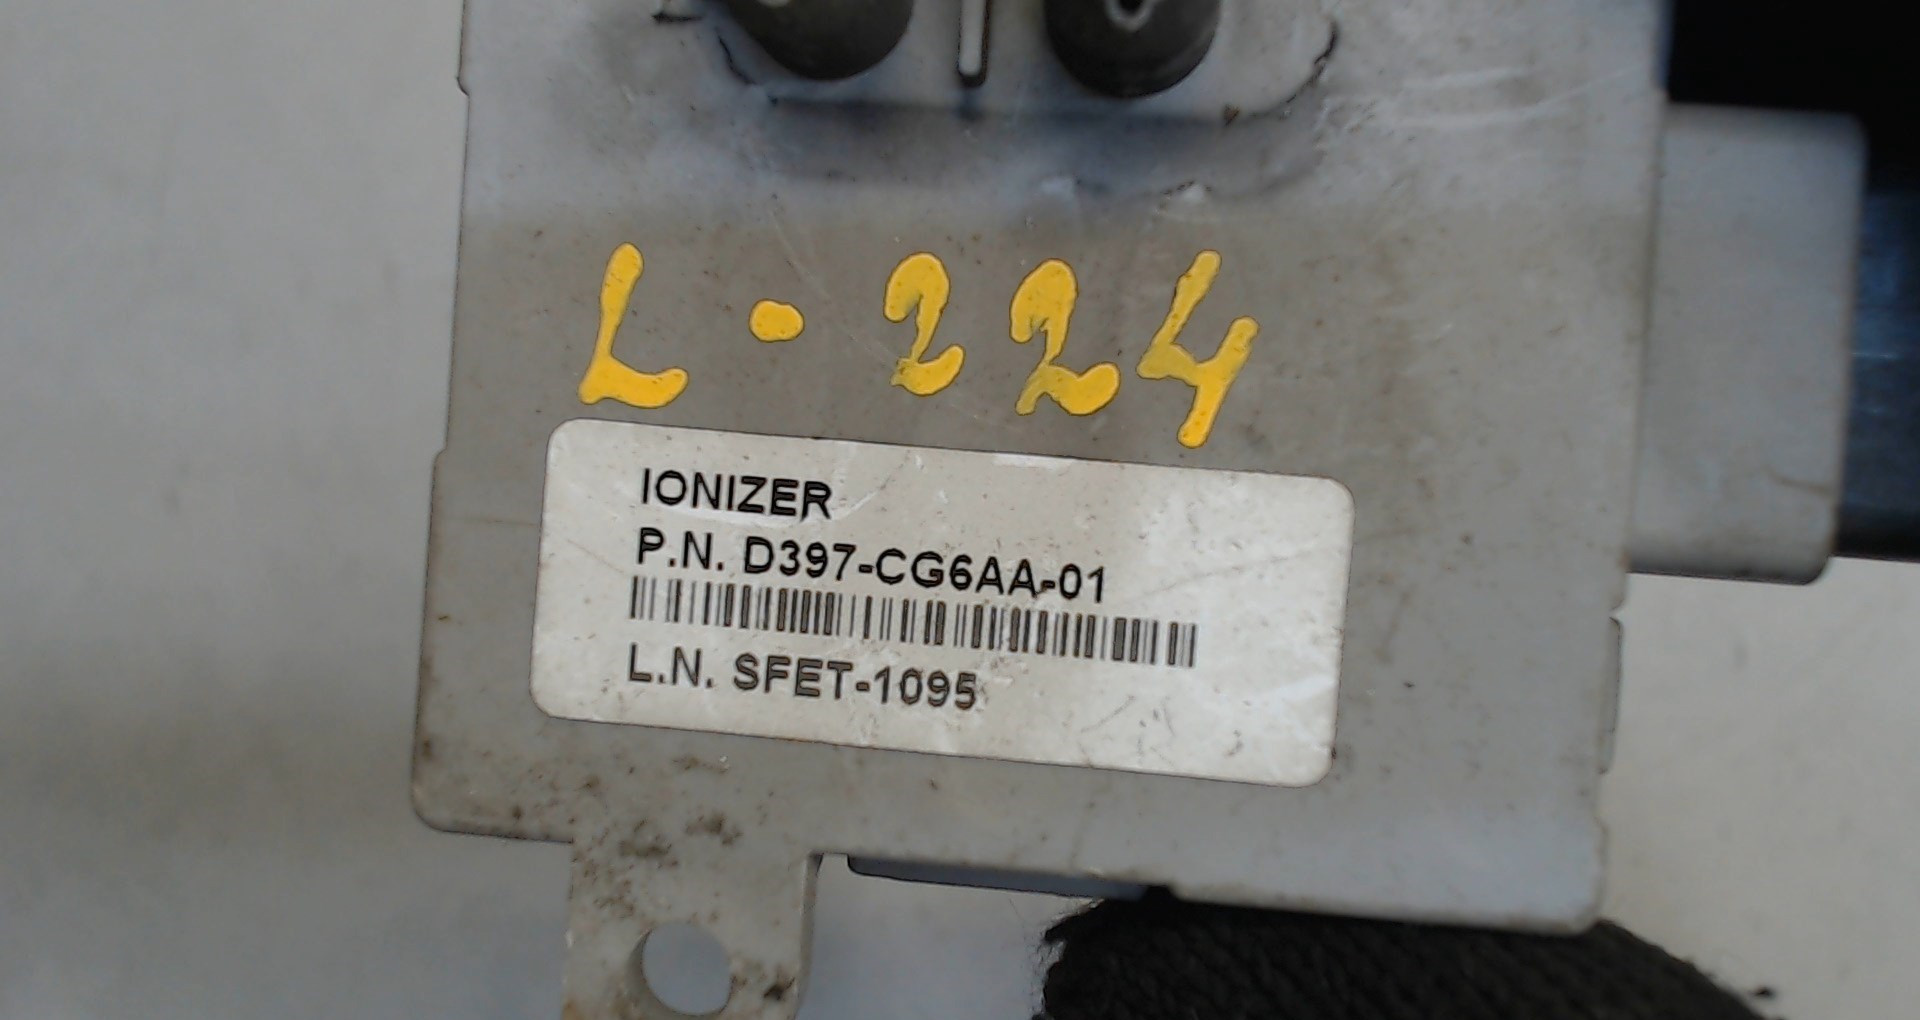 L-224
IONIZER
P.N. D397-CG6AA-01
L.N. SFET-1095